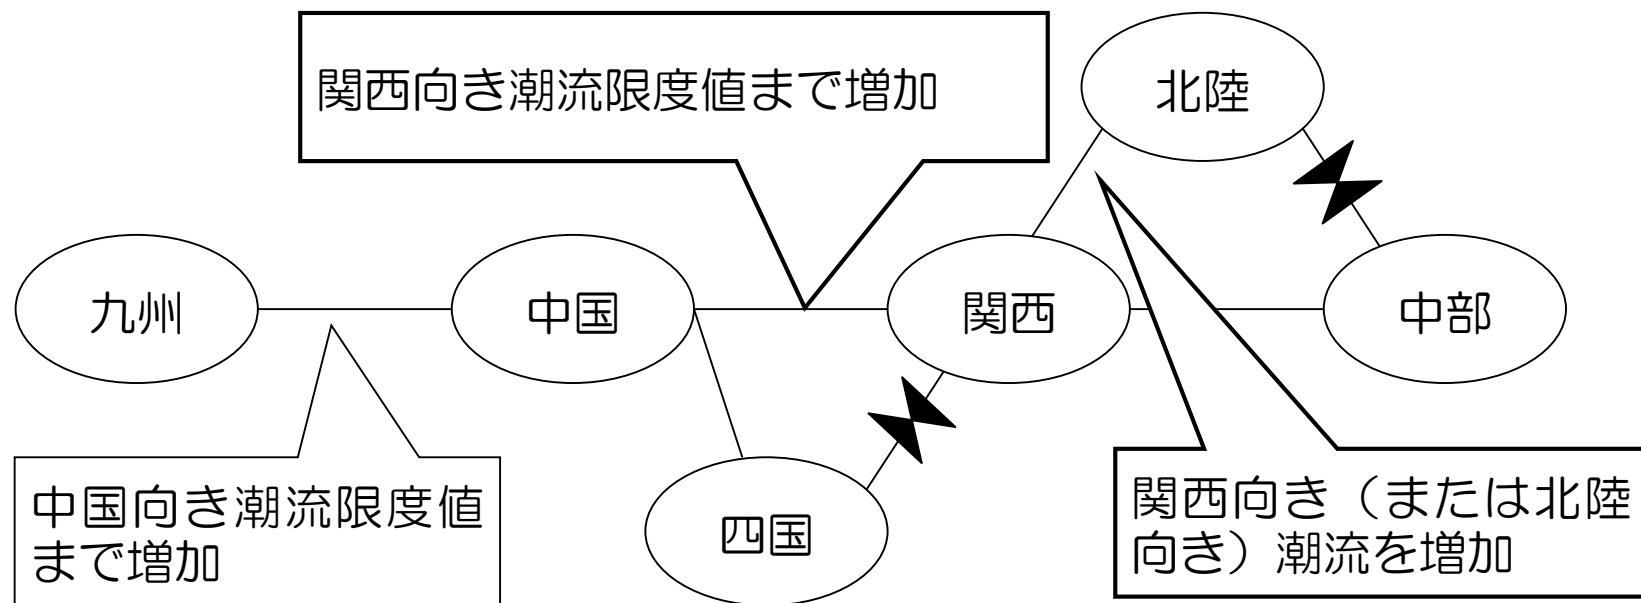 関西向き潮流限度値まで増加
北陸
九州
中国
関西
中部
四国
中国向き潮流限度値
まで増加
関西向き（または北陸
向き）潮流を増加